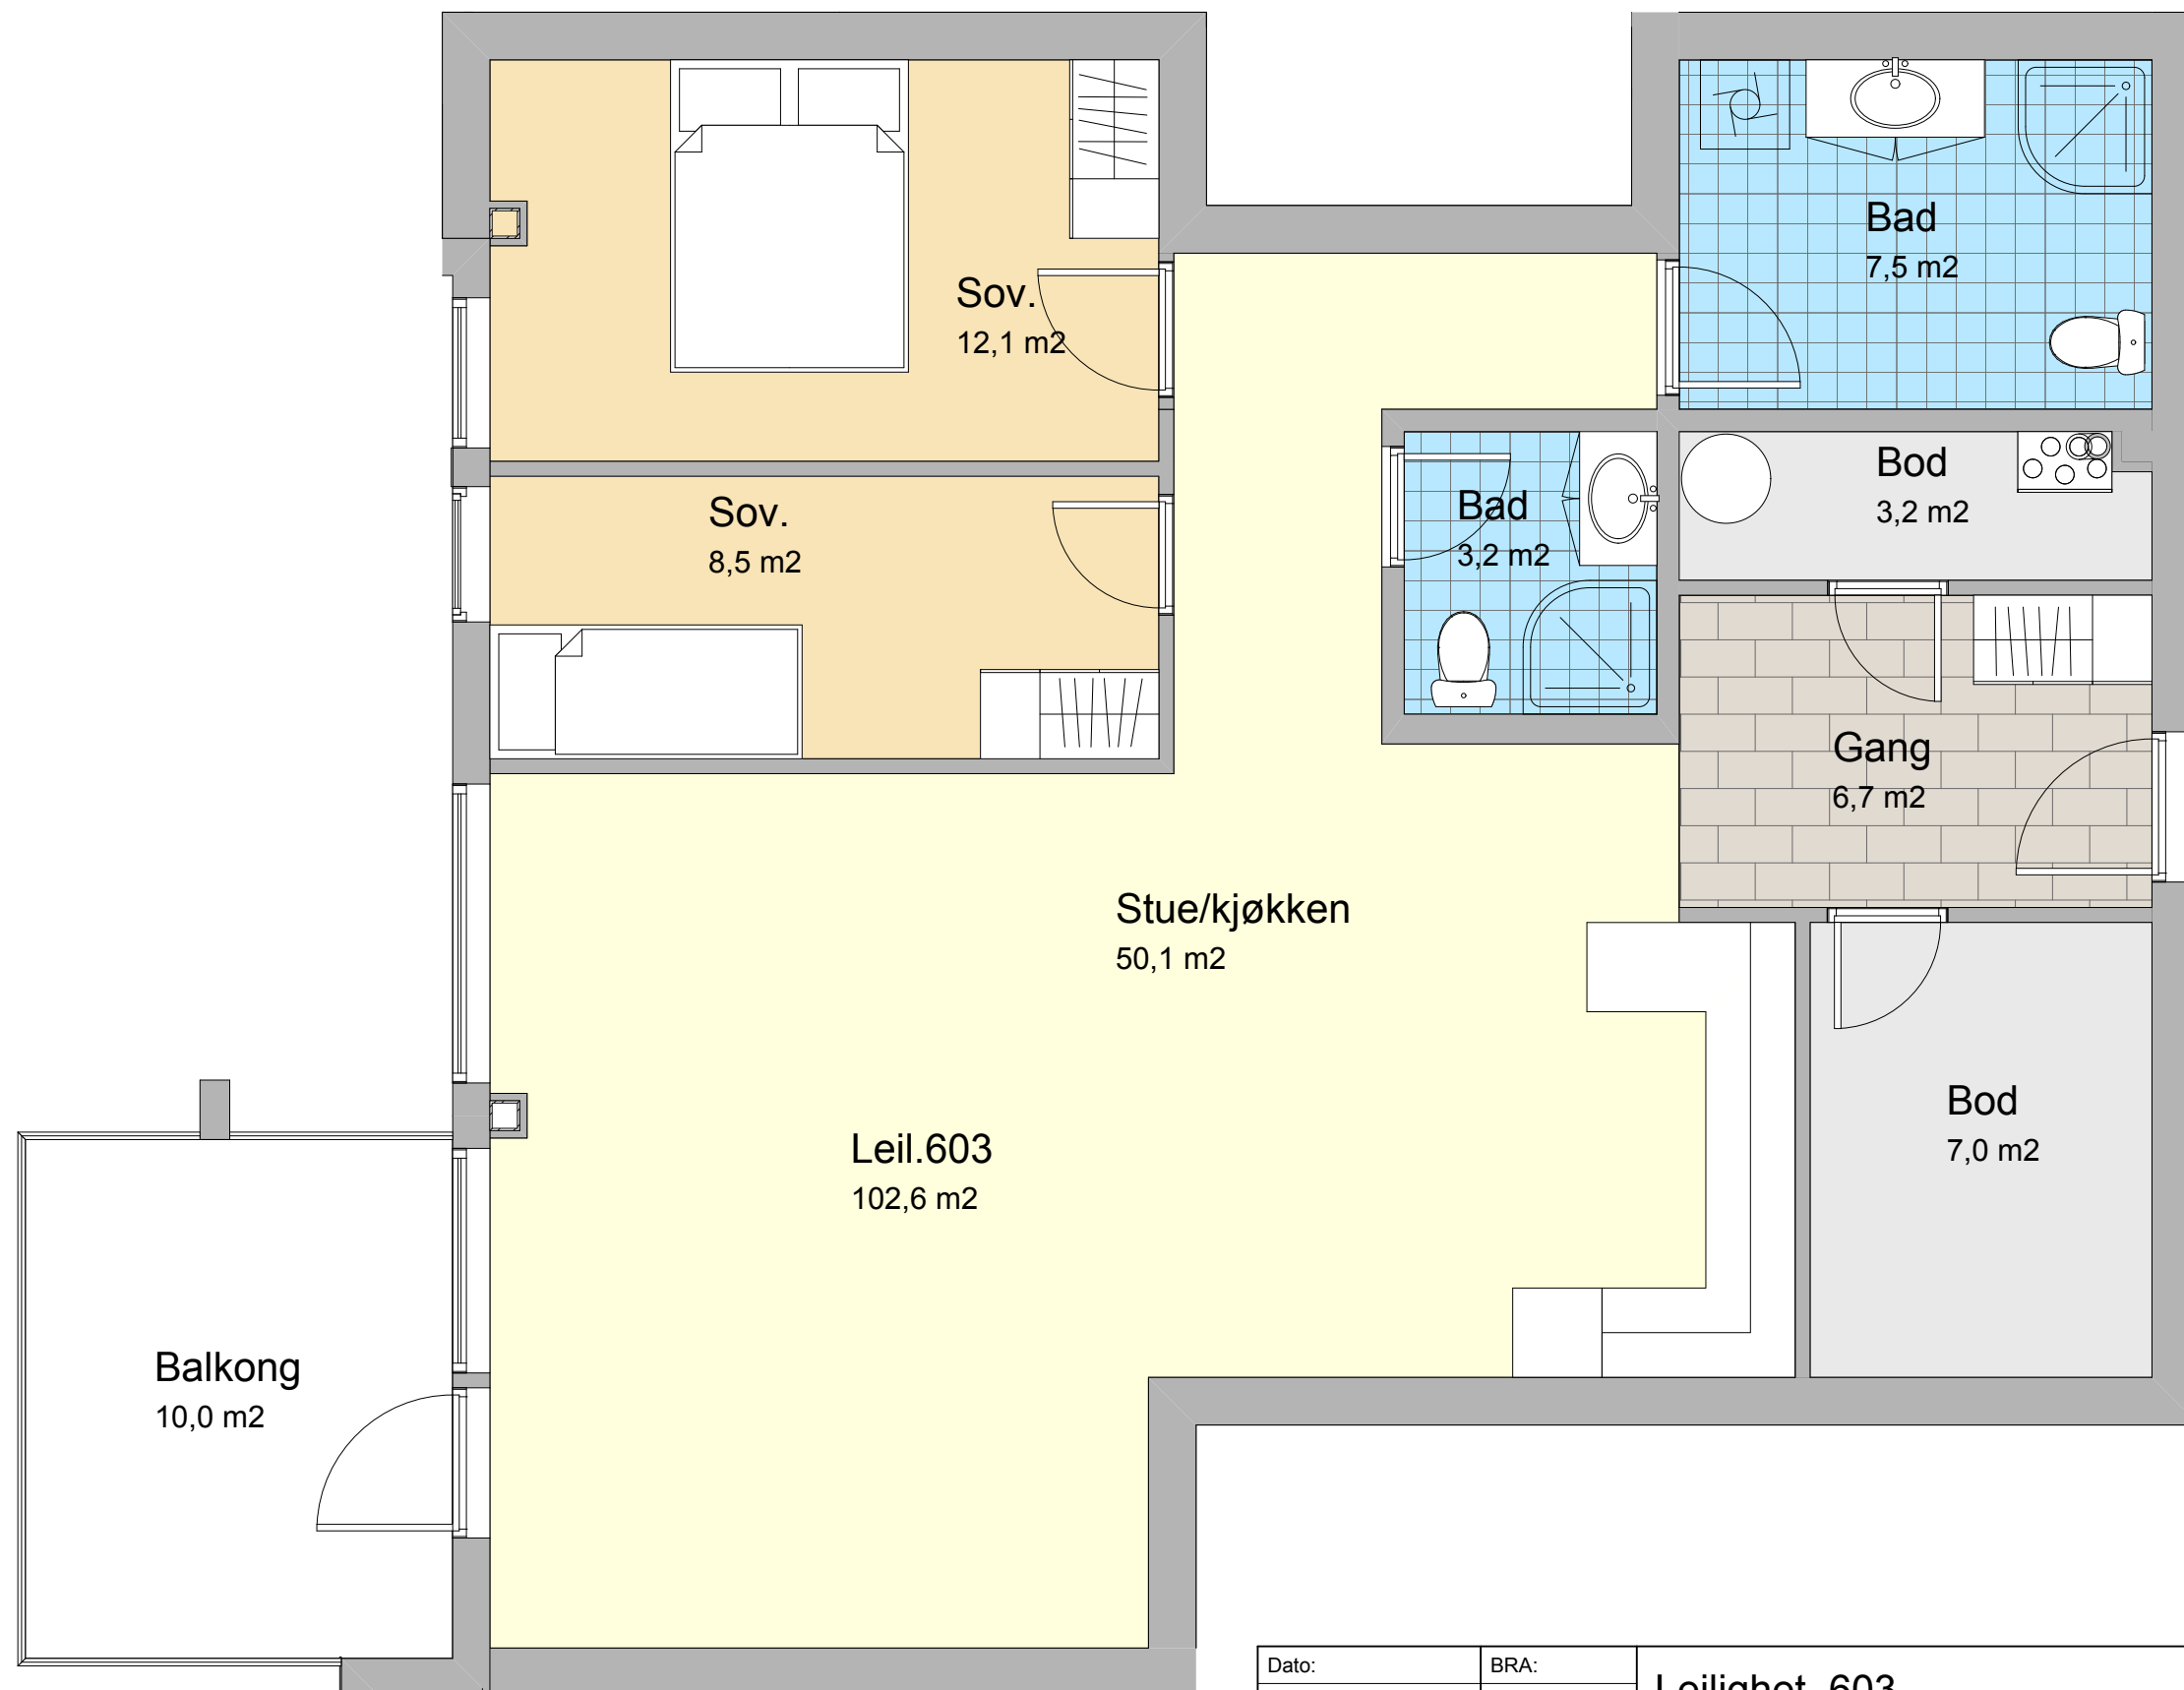 Bad
7,5 m2
Sov.
12,1 m2
Bod
3,2 m2
Sov.
8,5 m2
Bad
3,2 m2
Gang
6,7 m2
Stue/kjøkken
50,1 m2
Bod
7,0 m2
Leil.603
102,6 m2
Balkong
10,0 m2
Dato:
BRA:
Leilighet 603